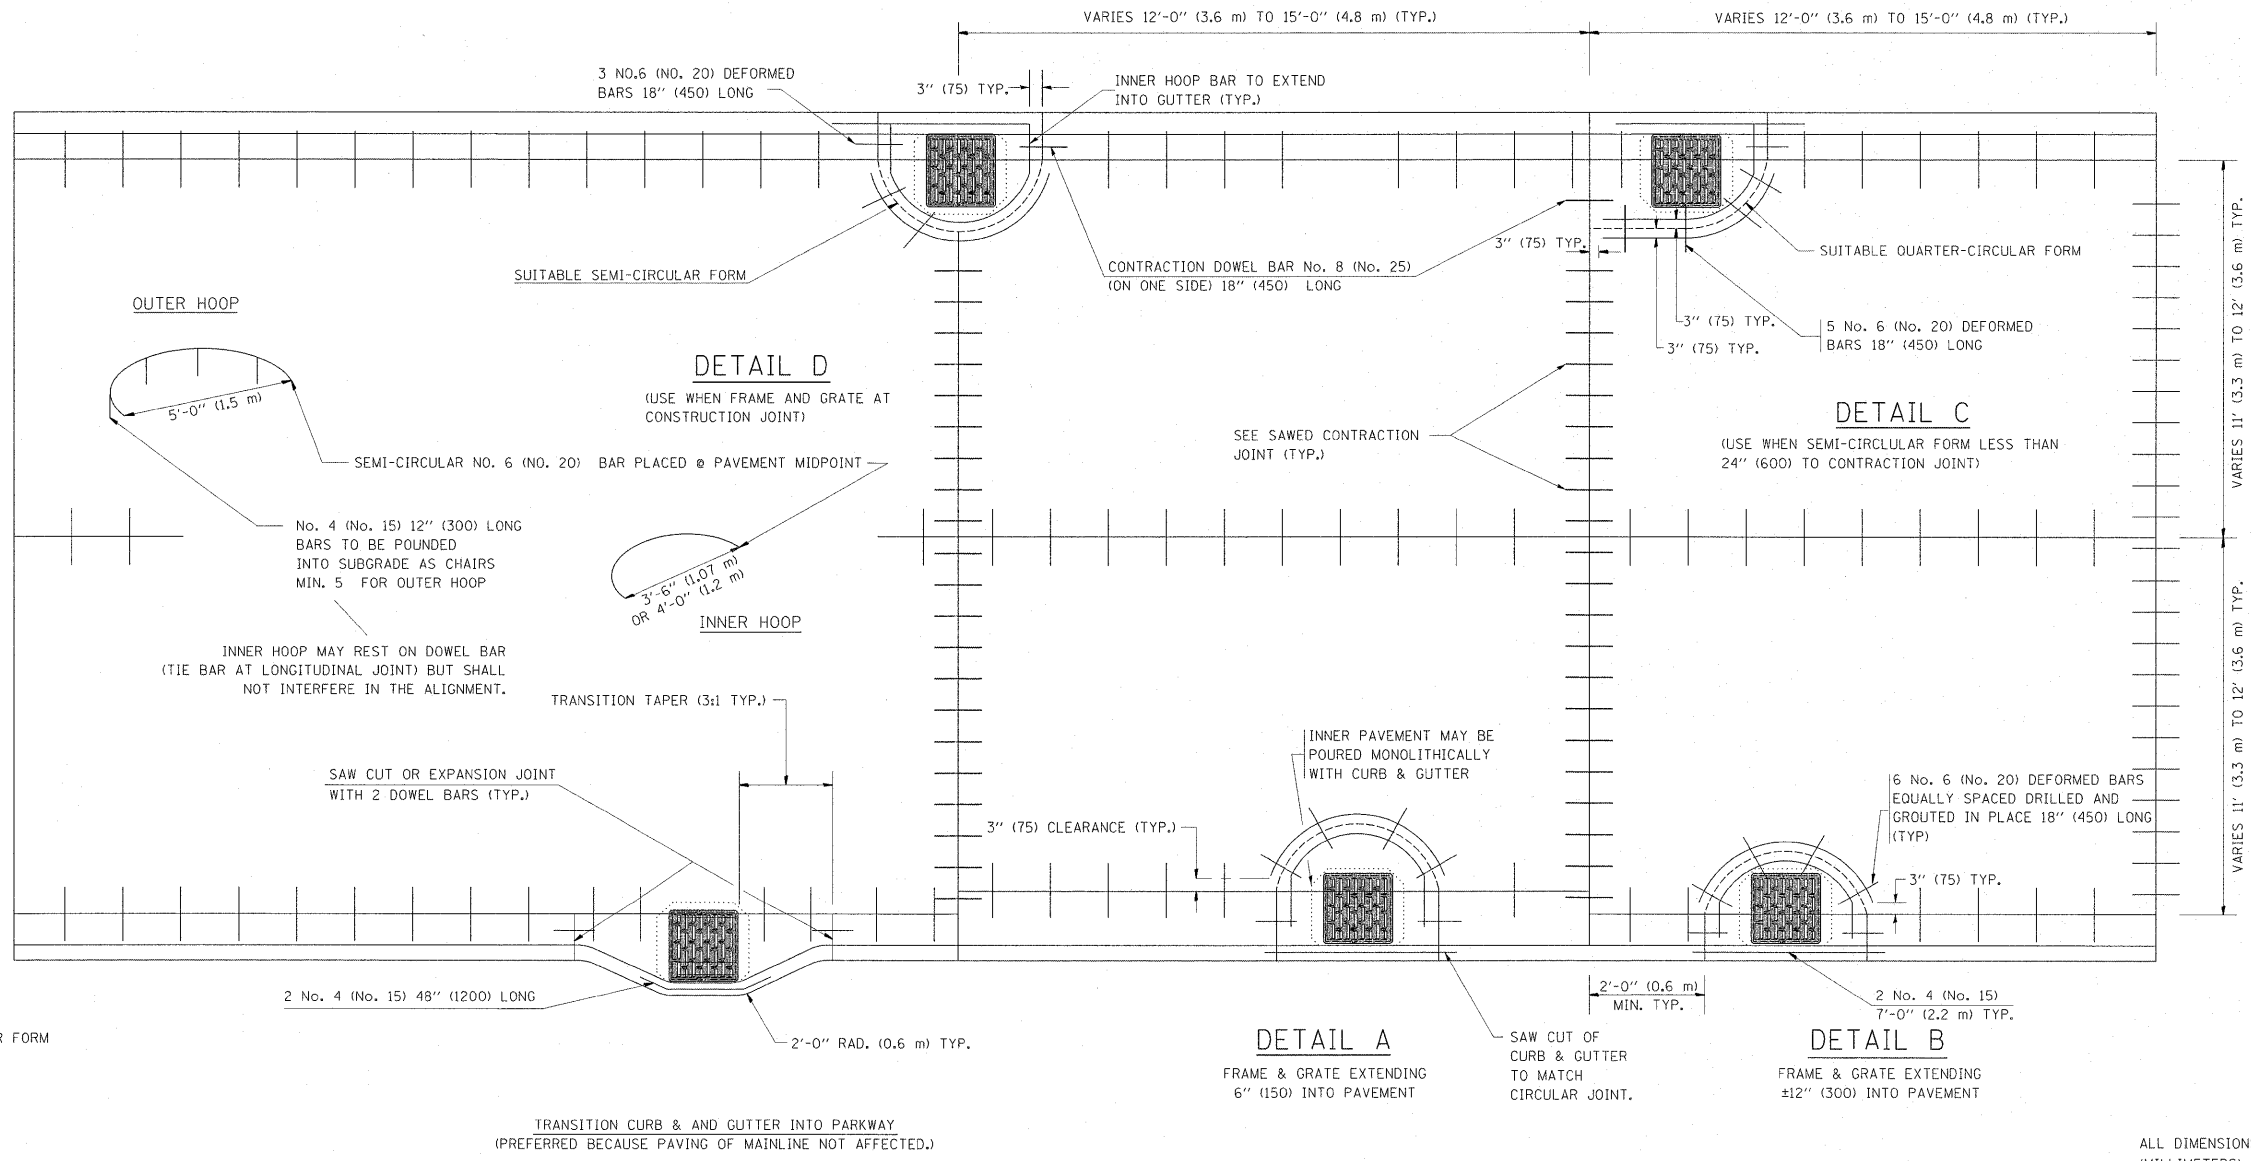 VARIES 12'-0" (3.6 m) TO 15'-0" (4.8 m) (TYP.)
VARIES 12'-0" (3.6 m) TO 15'-0" (4.8 m) (TYP.)
3 NO.6 (NO. 20) DEFORMED
BARS 18" (450) LONG
3" (75) TYP.
INNER HOOP BAR TO EXTEND
INTO GUTTER (TYP.)
SUITABLE SEMI-CIRCULAR FORM
CONTRACTION DOWEL BAR No. 8 (No. 25)
(ON ONE SIDE) 18" (450) LONG
3" (75) TYP.
SUITABLE QUARTER-CIRCULAR FORM
3" (75) TYP.
3" (75) TYP.
5 No. 6 (No. 20) DEFORMED
BARS 18" (450) LONG
VARIES 11' (3.3 m) TO 12' (3.6 m) TYP.
OUTER HOOP
5'-0" (1.5 m)
DETAIL D
(USE WHEN FRAME AND GRATE AT
CONSTRUCTION JOINT)
SEE SAWED CONTRACTION
JOINT (TYP.)
DETAIL C
(USE WHEN SEMI-CIRCLULAR FORM LESS THAN
24" (600) TO CONTRACTION JOINT)
SEMI-CIRCULAR NO. 6 (NO. 20) BAR PLACED @ PAVEMENT MIDPOINT
No. 4 (No. 15) 12" (300) LONG
BARS TO BE POUNDED
INTO SUBGRADE AS CHAIRS
MIN. 5 FOR OUTER HOOP
3'-6" (1.07 m)
OR 4'-0" (1.2 m)
INNER HOOP
INNER HOOP MAY REST ON DOWEL BAR
(TIE BAR AT LONGITUDINAL JOINT) BUT SHALL
NOT INTERFERE IN THE ALIGNMENT.
VARIES 11' (3.3 m) TO 12' (3.6 m) TYP.
TRANSITION TAPER (3:1 TYP.)
SAW CUT OR EXPANSION JOINT
WITH 2 DOWEL BARS (TYP.)
INNER PAVEMENT MAY BE
POURED MONOLITHICALLY
WITH CURB & GUTTER
3" (75) CLEARANCE (TYP.)
6 No. 6 (No. 20) DEFORMED BARS
EQUALLY SPACED DRILLED AND
GROUTED IN PLACE 18" (450) LONG
(TYP)
3" (75) TYP.
2 No. 4 (No. 15) 48" (1200) LONG
2'-0" RAD. (0.6 m) TYP.
2'-0" (0.6 m)
MIN. TYP.
2 No. 4 (No. 15)
7'-0" (2.2 m) TYP.
R FORM
DETAIL A
FRAME & GRATE EXTENDING
6" (150) INTO PAVEMENT
SAW CUT OF
CURB & GUTTER
TO MATCH
CIRCULAR JOINT.
DETAIL B
FRAME & GRATE EXTENDING
±12" (300) INTO PAVEMENT
TRANSITION CURB & AND GUTTER INTO PARKWAY
(PREFERRED BECAUSE PAVING OF MAINLINE NOT AFFECTED.)
ALL DIMENSION